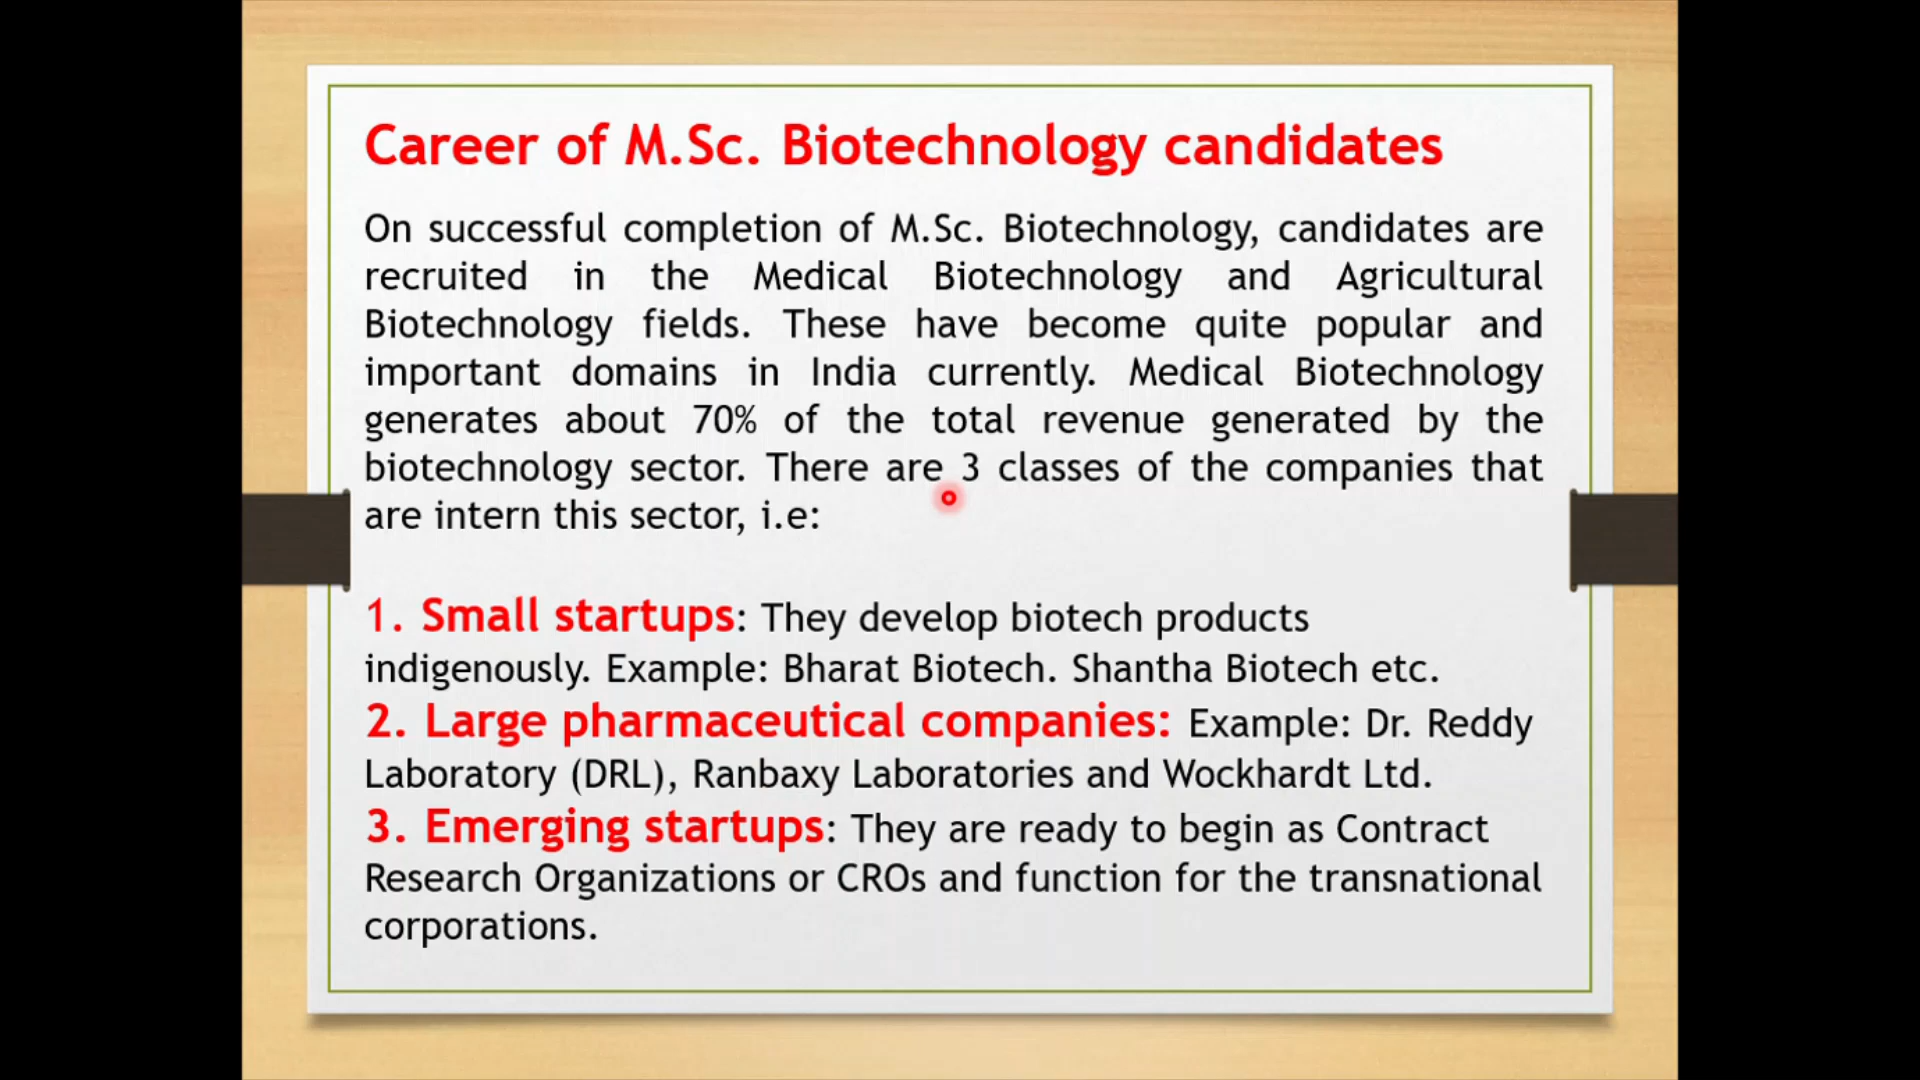 Career of M.Sc. Biotechnology candidates
On successful completion of M.Sc. Biotechnology, candidates are
recruited in the Medical Biotechnology and Agricultural
Biotechnology fields. These have become quite popular and
important domains in India currently. Medical Biotechnology
generates about 70% of the total revenue generated by the
biotechnology sector. There are 3 classes of the companies that
are intern this sector, i.e:
1. Small startups: They develop biotech products
indigenously. Example: Bharat Biotech. Shantha Biotech etc.
2. Large pharmaceutical companies: Example: Dr. Reddy
Laboratory (DRL), Ranbaxy Laboratories and Wockhardt Ltd.
3. Emerging startups: They are ready to begin as Contract
Research Organizations or CROs and function for the transnational
corporations.